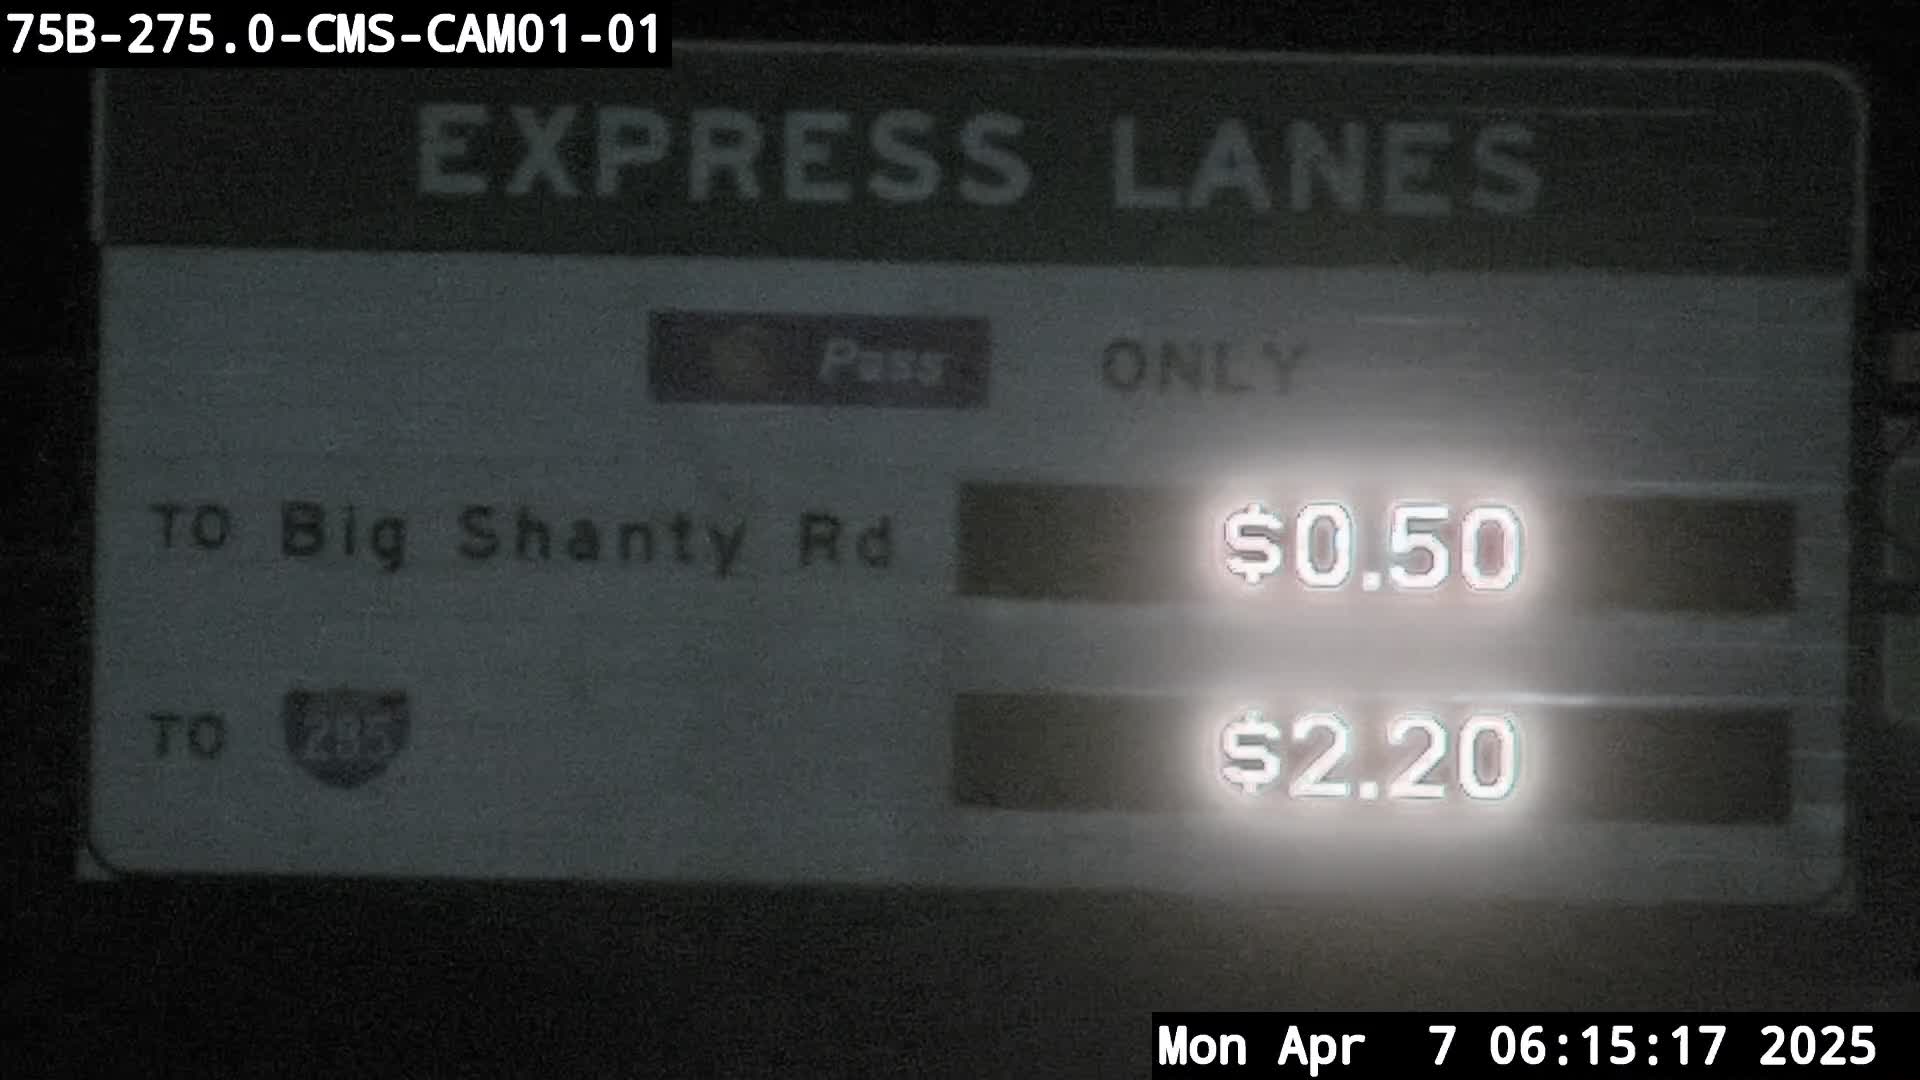 75B-275.0-CMS-CAM01-01
EXPRESS LANES
Pass ONLY
TO Big Shanty Rd $0.50
TO 285 $2.20
Mon Apr 7 06:15:17 2025